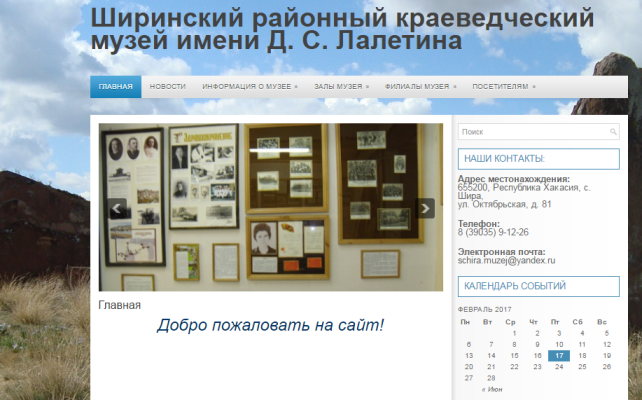 Ширинский районный краеведческий
музей имени Д. С. Лалетина
ГЛАВНАЯ НОВОСТИ ИНФОРМАЦИЯ О МУЗЕЕ » ЗАЛЫ МУЗЕЯ » ФИЛИАЛЫ МУЗЕЯ » ПОСЕТИТЕЛЯМ »
Здравоохранение
Главная
Добро пожаловать на сайт!
Поиск
НАШИ КОНТАКТЫ:
Адрес местонахождения:
655200, Республика Хакасия, с.
Шира,
ул. Октябрьская, д. 81
Телефон:
8 (39035) 9-12-26
Электронная почта:
schira.muzej@yandex.ru
КАЛЕНДАРЬ СОБЫТИЙ
ФЕВРАЛЬ 2017
Пн Вт Ср Чт Пт Сб Вс
1 2 3 4 5
6 7 8 9 10 11 12
13 14 15 16 17 18 19
20 21 22 23 24 25 26
27 28
« Июн